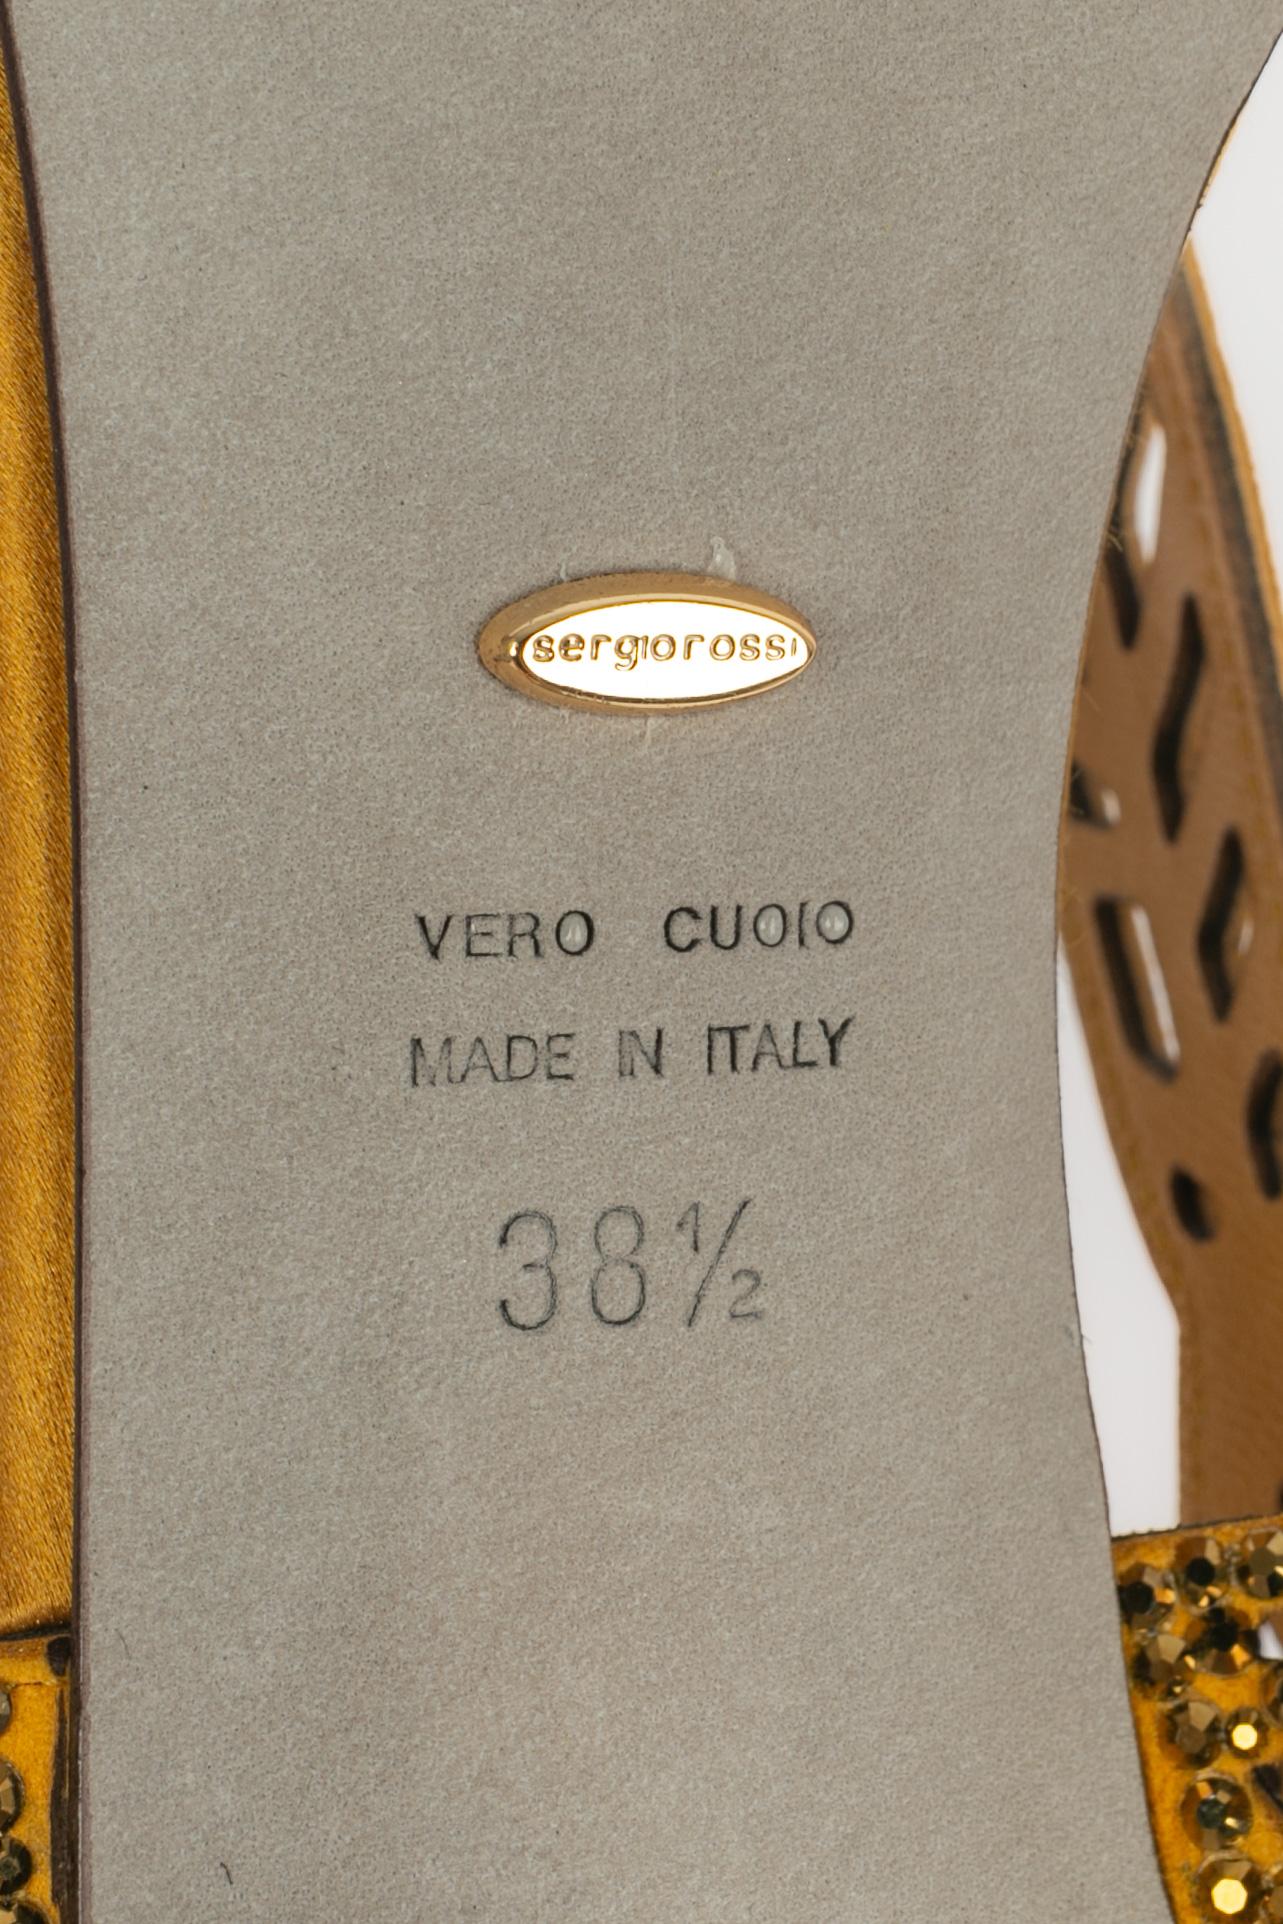 sergiorossi
VERO CUOIO
MADE IN ITALY
38½